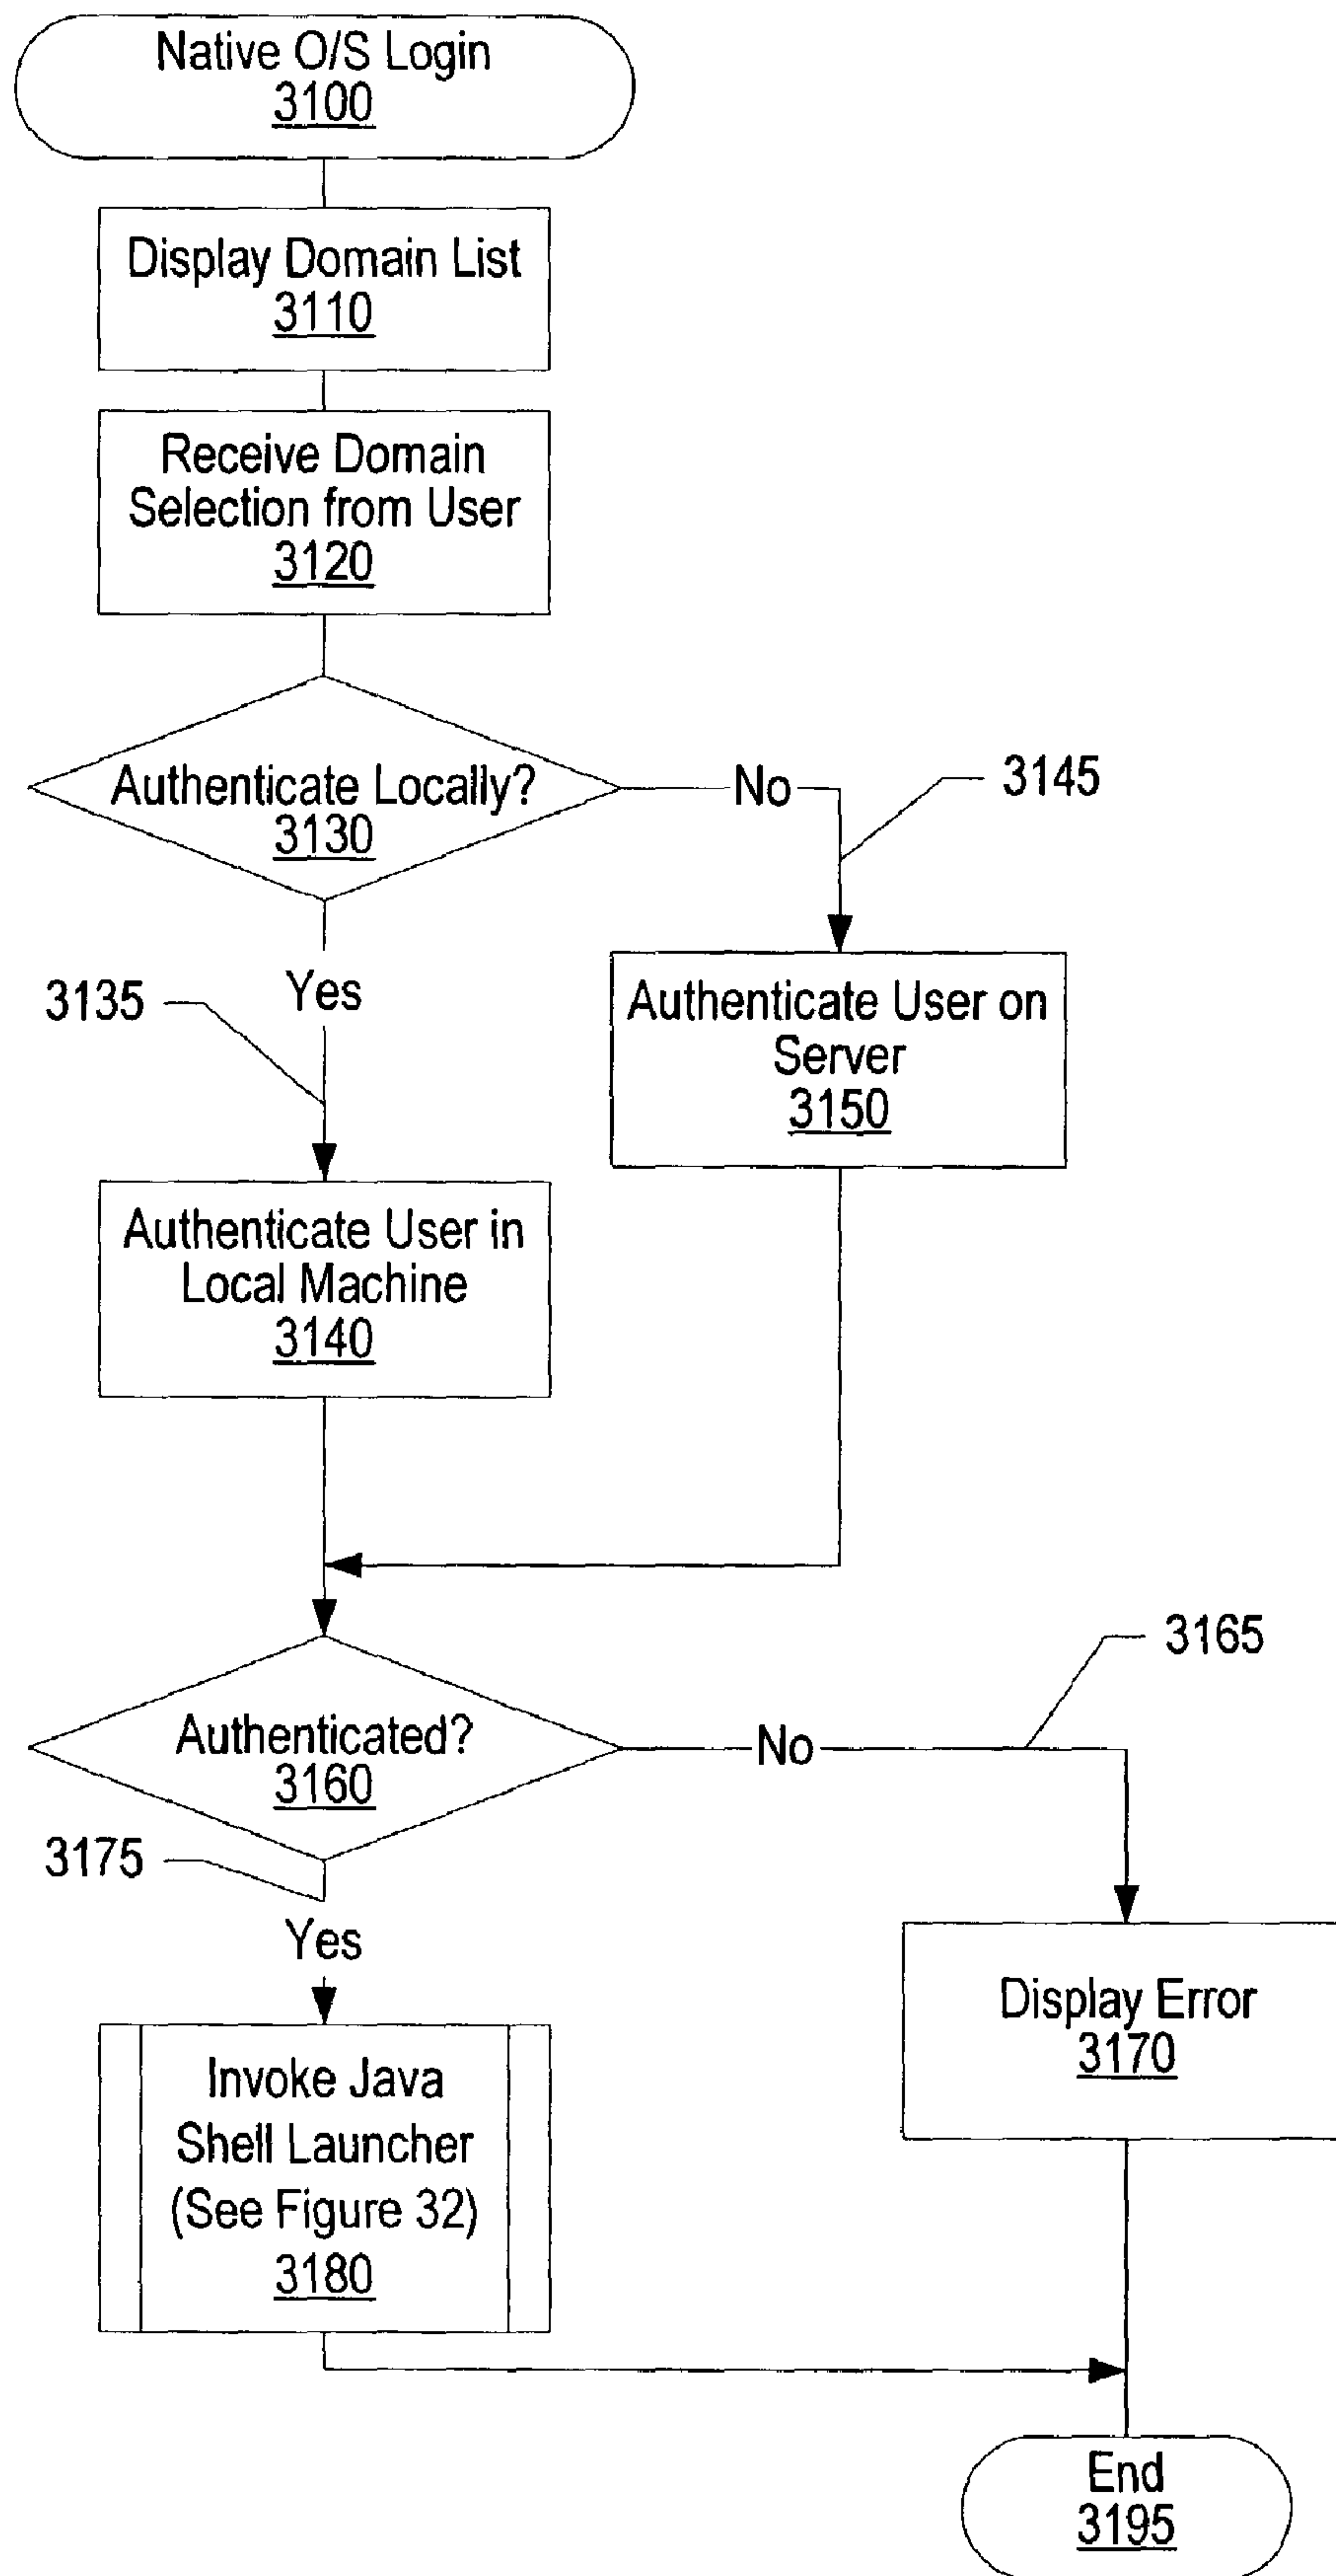 Native O/S Login
3100
Display Domain List
3110
Receive Domain
Selection from User
3120
Authenticate Locally?
3130
No
3145
Yes
3135
Authenticate User on
Server
3150
Authenticate User in
Local Machine
3140
Authenticated?
3160
No
3165
3175
Yes
Invoke Java
Shell Launcher
(See Figure 32)
3180
Display Error
3170
End
3195